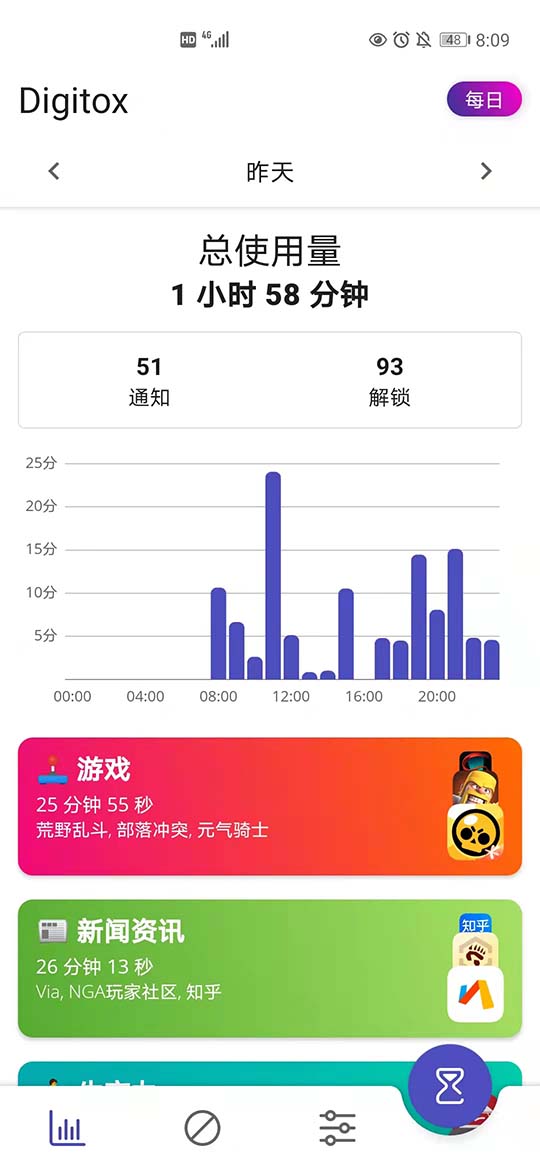 HD 4G 48 8:09
Digitox
每日
昨天
总使用量
1 小时 58 分钟
51 93
通知 解锁
25分
20分
15分
10分
5分
00:00 04:00 08:00 12:00 16:00 20:00
游戏
25 分钟 55 秒
荒野乱斗, 部落冲突, 元气骑士
新闻资讯
知乎
26 分钟 13 秒
Via, NGA玩家社区, 知乎